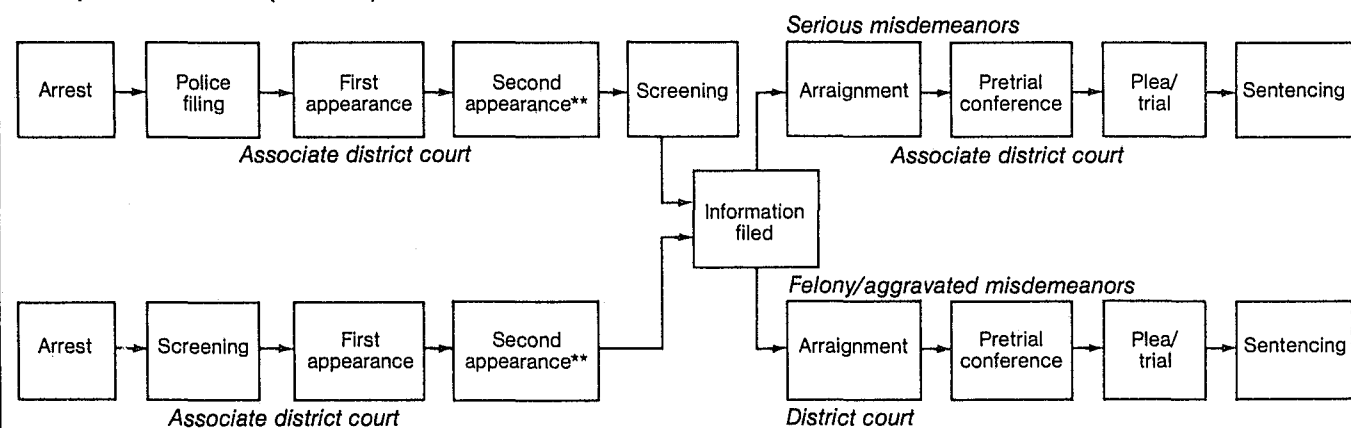 Serious misdemeanors
Arrest
Police
filing
First
appearance
Second
appearance**
Screening
Arraignment
Pretrial
conference
Plea/
trial
Sentencing
Associate district court
Associate district court
Information
filed
Felony/aggravated misdemeanors
Arrest
Screening
First
appearance
Second
appearance**
Arraignment
Pretrial
conference
Plea/
trial
Sentencing
Associate district court
District court